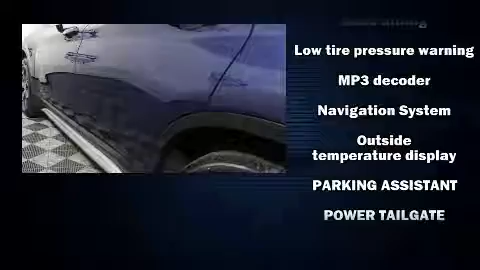 Low tire pressure warning
MP3 decoder
Navigation System
Outside
temperature display
PARKING ASSISTANT
POWER TAILGATE